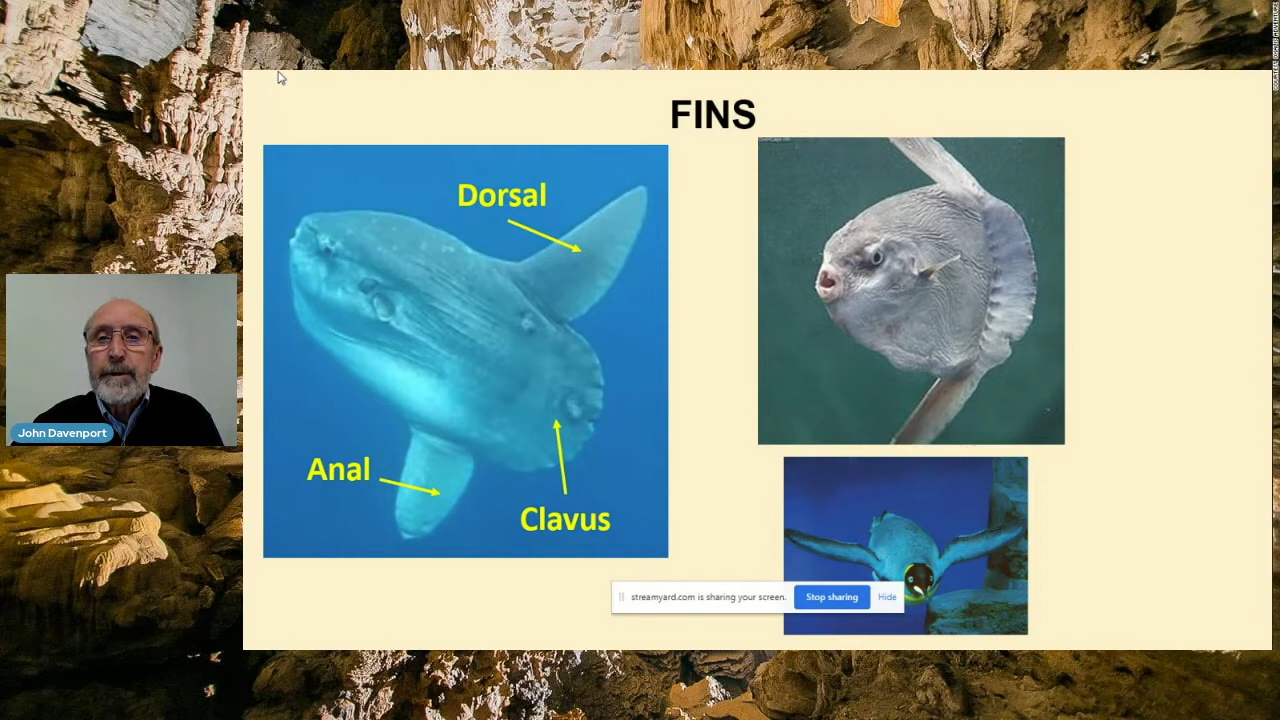 FINS
Dorsal
Anal
Clavus
John Davenport
streamyard.com is sharing your screen.
Stop sharing
Hide